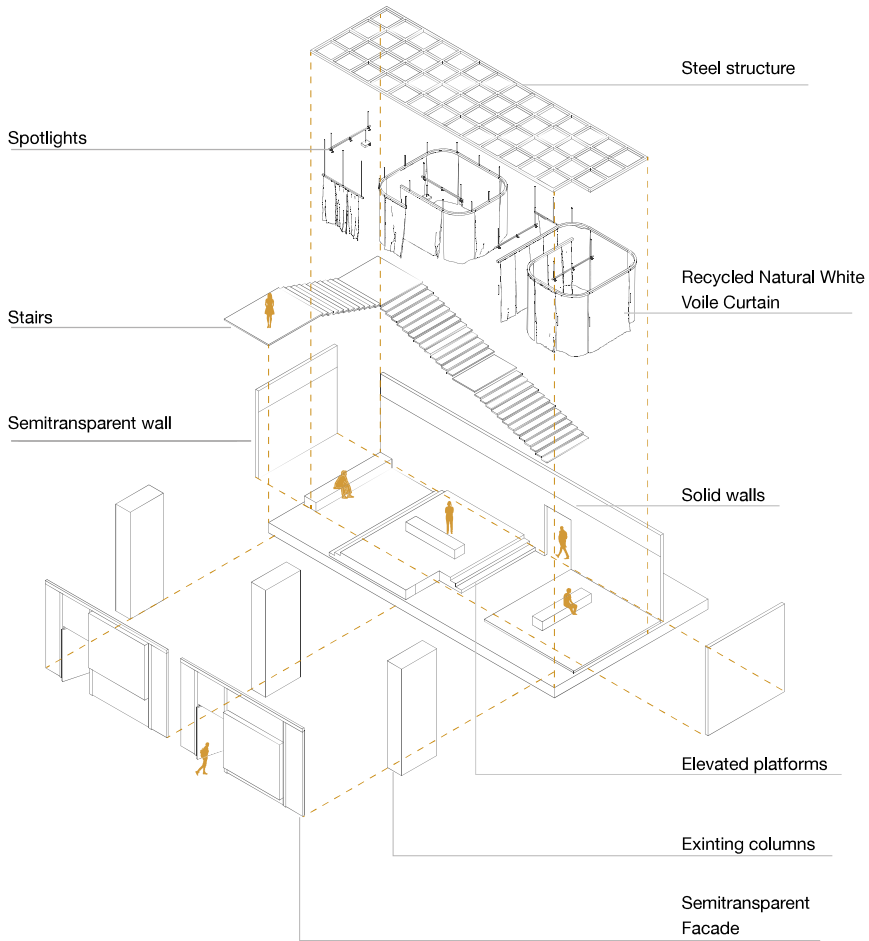 Steel structure
Spotlights
Recycled Natural White
Voile Curtain
Stairs
Semitransparent wall
Solid walls
Elevated platforms
Exinting columns
Semitransparent
Facade